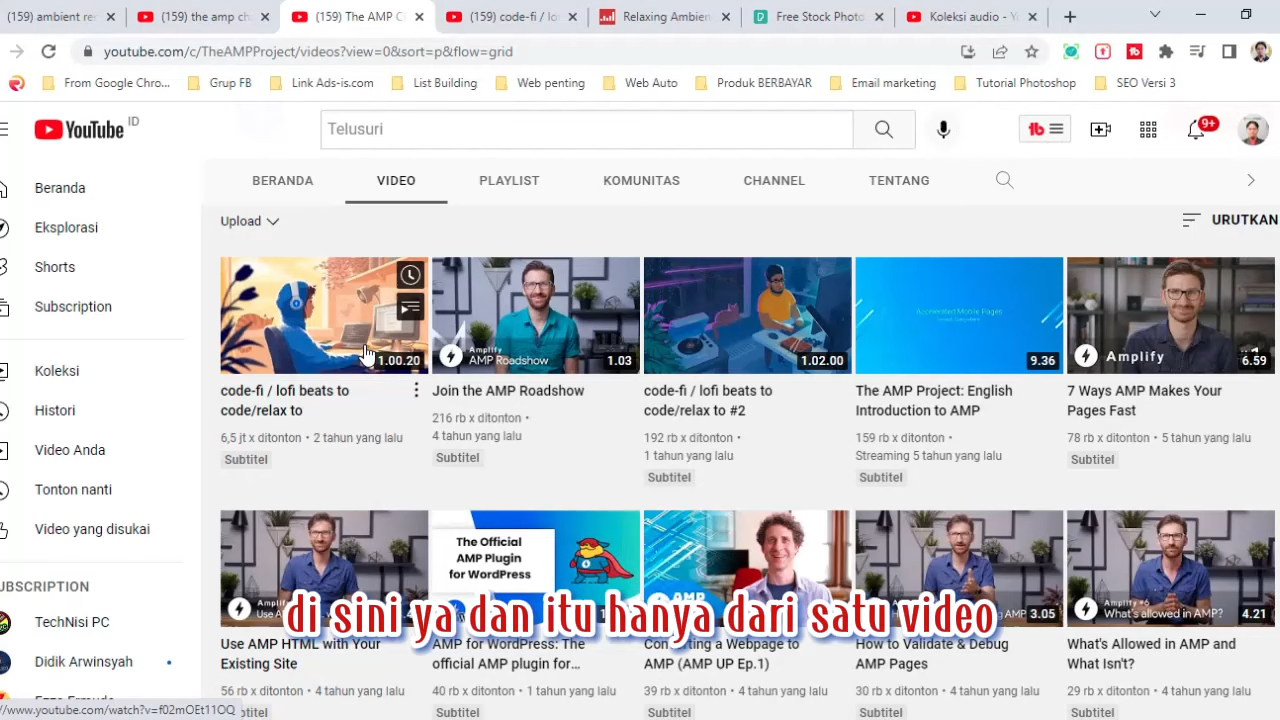 (159) ambient re
(159) the amp cha
(159) The AMP C
(159) code-fi / lo
Relaxing Ambien
Free Stock Photo
Koleksi audio - Y
youtube.com/c/TheAMPProject/videos?view=0&sort=p&flow=grid
From Google Chro...
Grup FB
Link Ads-is.com
List Building
Web penting
Web Auto
Produk BERBAYAR
Email marketing
Tutorial Photoshop
SEO Versi 3
YouTube ID
Telusuri
9+
BERANDA
VIDEO
PLAYLIST
KOMUNITAS
CHANNEL
TENTANG
Beranda
Eksplorasi
Shorts
Subscription
Koleksi
Histori
Video Anda
Tonton nanti
Video yang disukai
UBSCRIPTION
TechNisi PC
Didik Arwinsyah
Upload
URUTKAN
1.00.20
Amplify
AMP Roadshow
1.03
1.02.00
Accelerated Mobile Pages
9.36
Amplify
6.59
code-fi / lofi beats to
code/relax to
6,5 jt x ditonton • 2 tahun yang lalu
Subtitel
Join the AMP Roadshow
216 rb x ditonton •
4 tahun yang lalu
Subtitel
code-fi / lofi beats to
code/relax to #2
192 rb x ditonton •
1 tahun yang lalu
Subtitel
The AMP Project: English
Introduction to AMP
159 rb x ditonton •
Streaming 5 tahun yang lalu
Subtitel
7 Ways AMP Makes Your
Pages Fast
78 rb x ditonton • 5 tahun yang lalu
Subtitel
The Official
AMP Plugin
for WordPress
3.05
What's allowed in AMP?
4.21
di sini ya dan itu hanya dari satu video
Use AMP HTML with Your
Existing Site
56 rb x ditonton • 4 tahun yang lalu
AMP for WordPress: The
official AMP plugin for...
40 rb x ditonton • 1 tahun yang lalu
Subtitel
Converting a Webpage to
AMP (AMP UP Ep.1)
39 rb x ditonton • 4 tahun yang lalu
Subtitel
How to Validate & Debug
AMP Pages
30 rb x ditonton • 4 tahun yang lalu
Subtitel
What's Allowed in AMP and
What Isn't?
29 rb x ditonton • 4 tahun yang lalu
Subtitel
//www.youtube.com/watch?v=f02mOEt11OQ